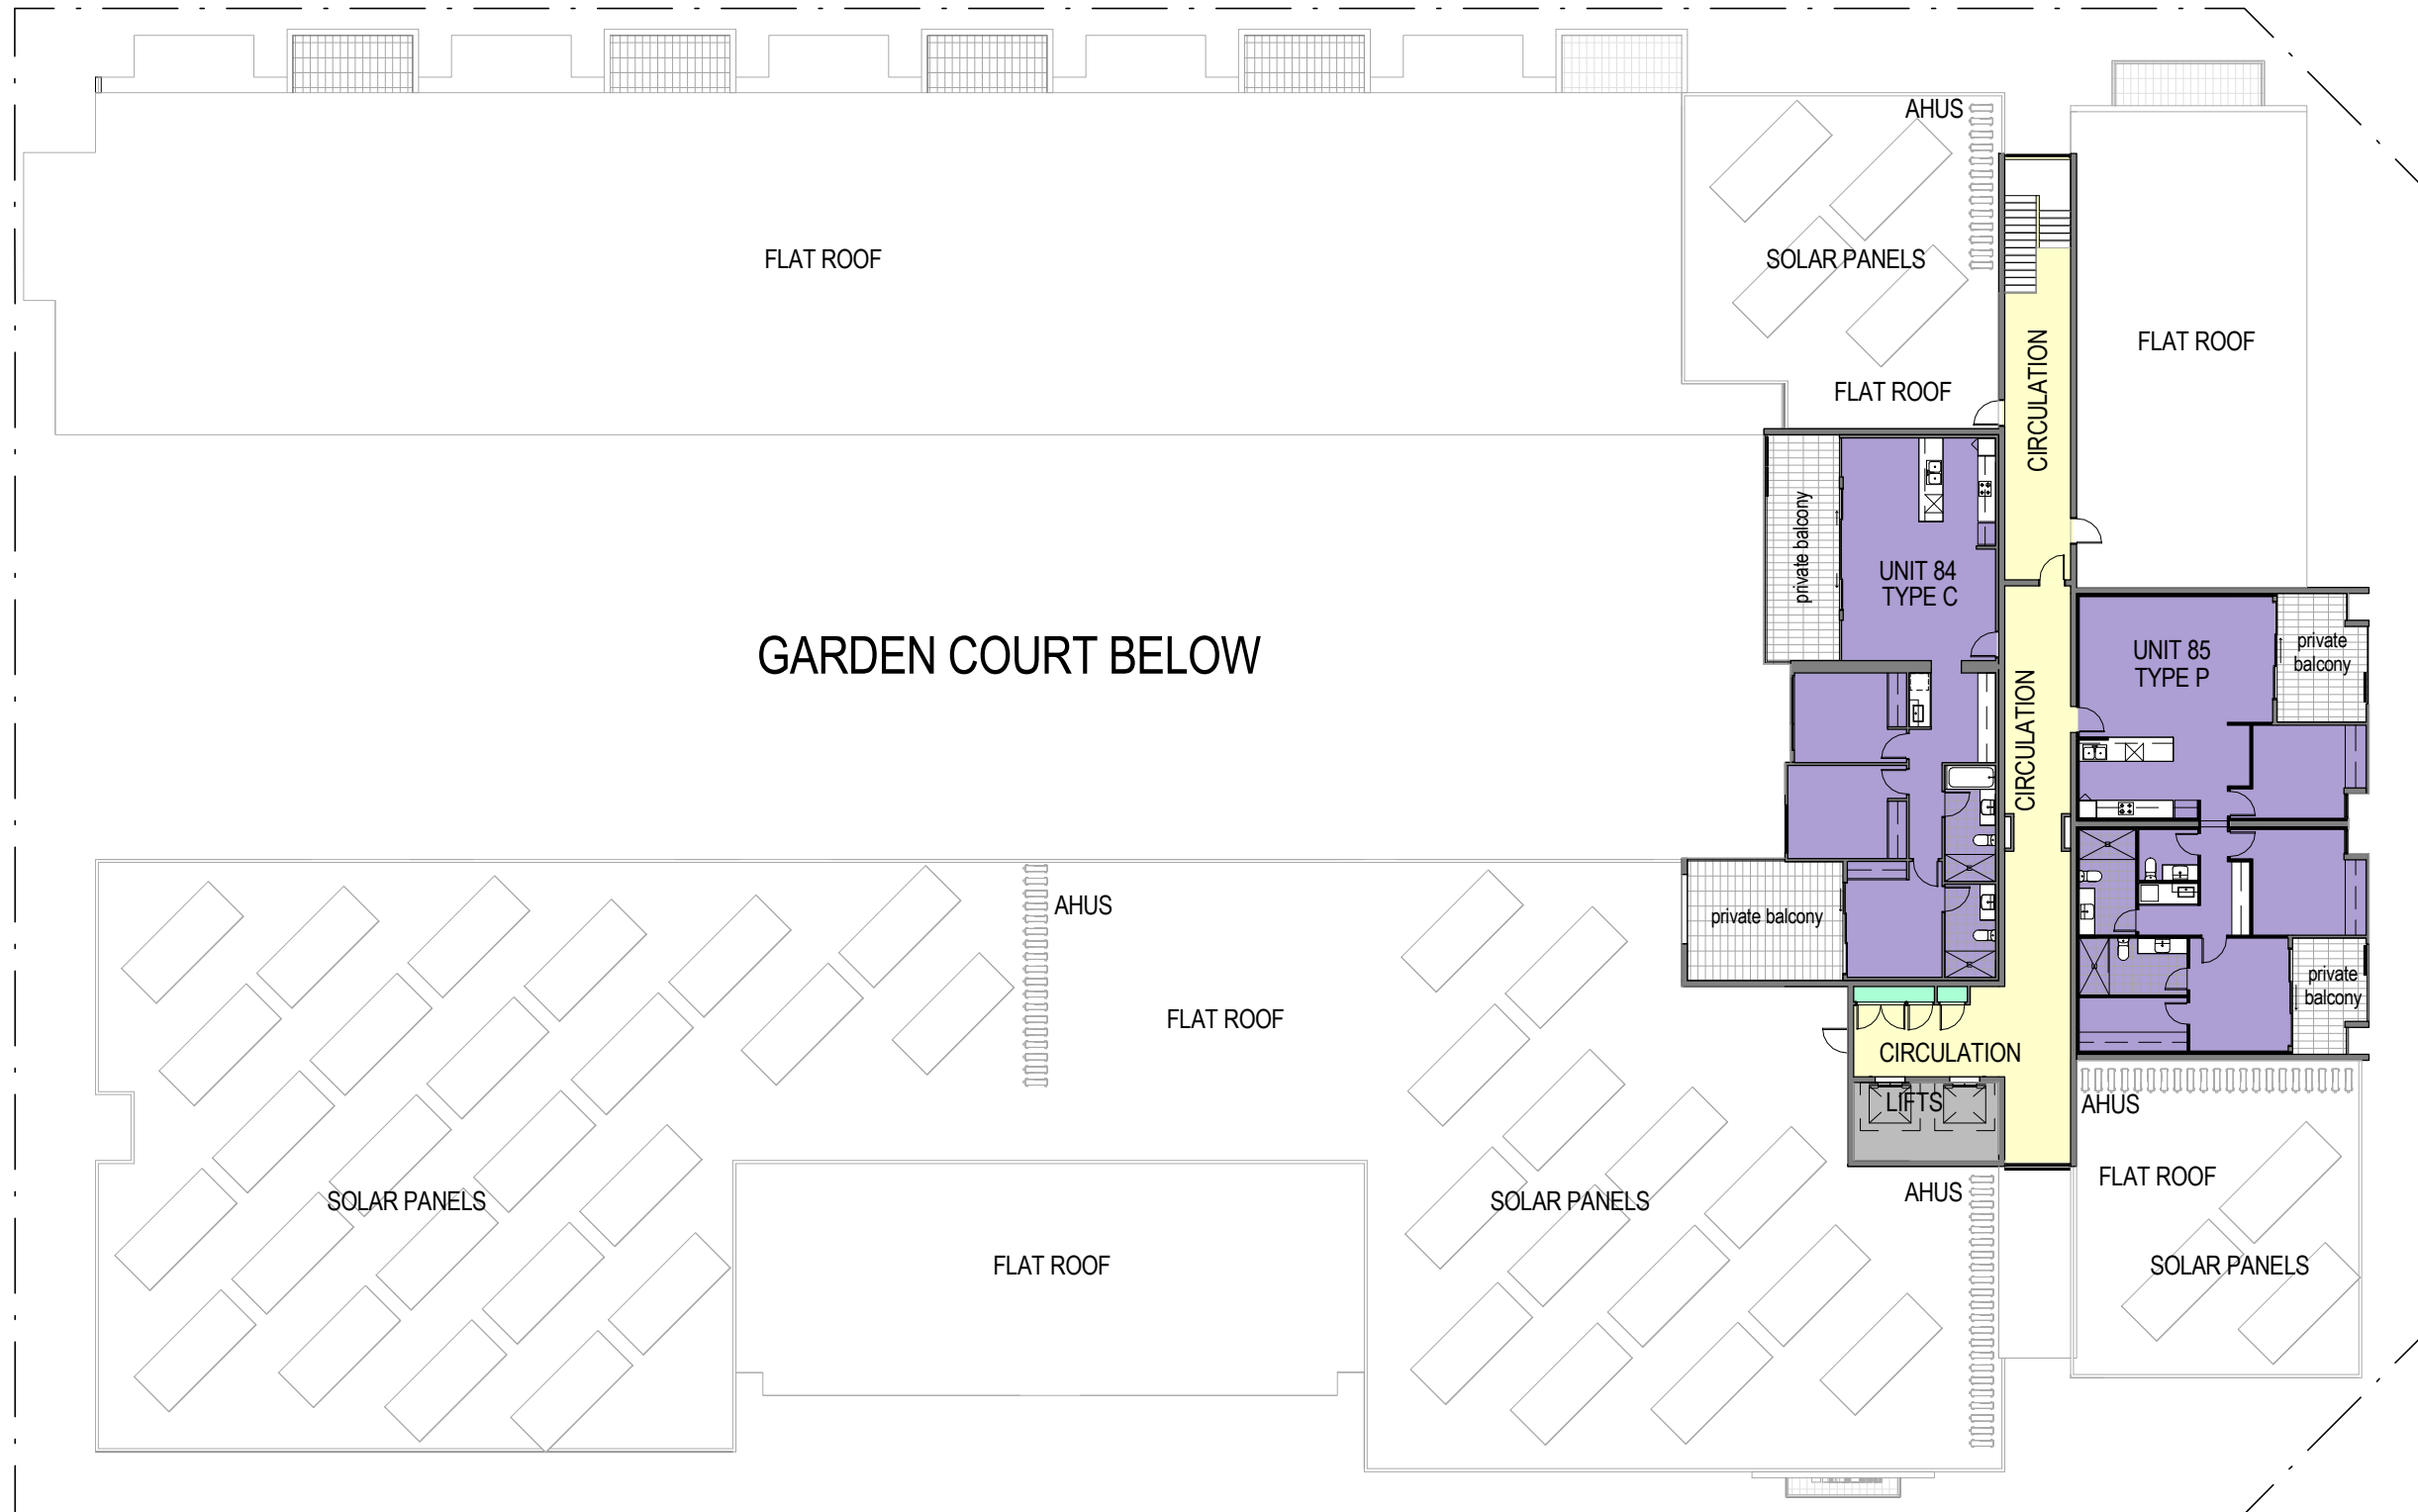 AHUS
FLAT ROOF
SOLAR PANELS
FLAT ROOF
FLAT ROOF
CIRCULATION
private balcony
UNIT 84
TYPE C
GARDEN COURT BELOW
UNIT 85
TYPE P
private
balcony
CIRCULATION
AHUS
private balcony
private
balcony
FLAT ROOF
CIRCULATION
LIFTS
AHUS
SOLAR PANELS
SOLAR PANELS
AHUS
FLAT ROOF
FLAT ROOF
SOLAR PANELS